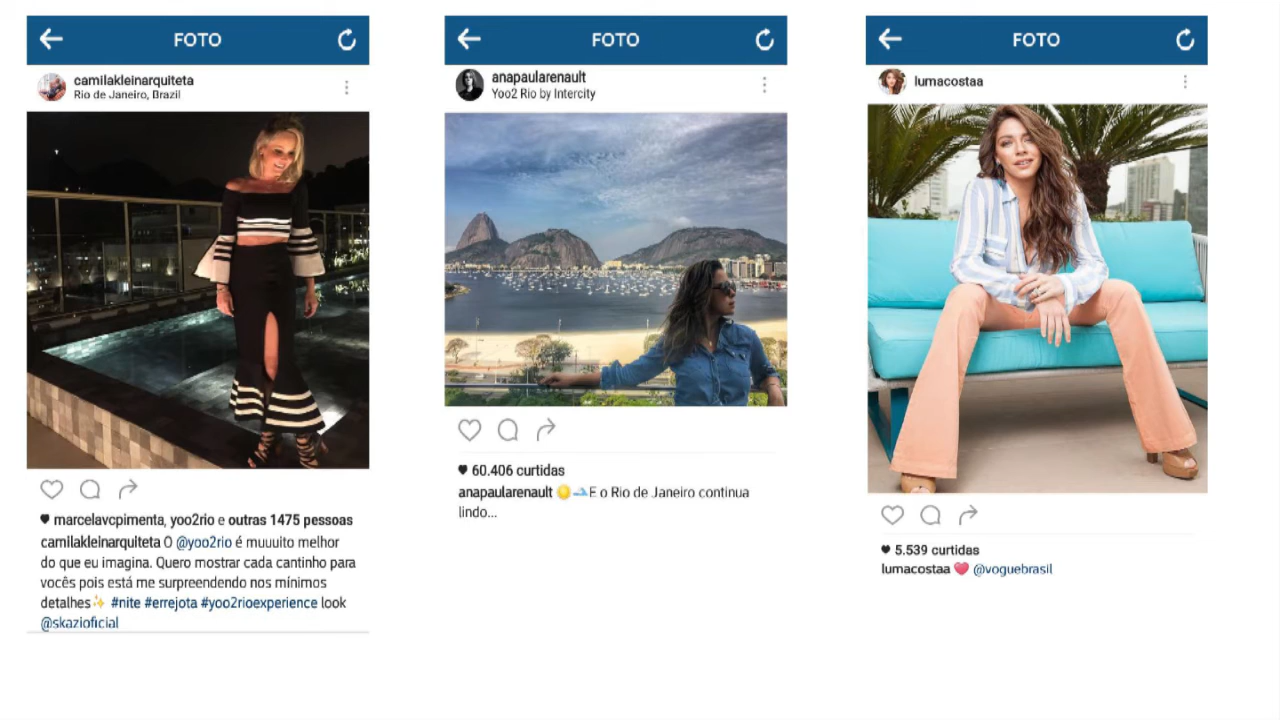 FOTO
camilakleinarquiteta
Rio de Janeiro, Brazil
marcelavcpimenta, yoo2rio e outras 1475 pessoas
camilakleinarquiteta O @yoo2rio é muuuito melhor
do que eu imagina. Quero mostrar cada cantinho para
vocês pois está me surpreendendo nos mínimos
detalhes✨ #nite #errejota #yoo2rioexperience look
@skazioficial
FOTO
anapaularenault
Yoo2 Rio by Intercity
60.406 curtidas
anapaularenault 🌞🌊E o Rio de Janeiro continua
lindo...
FOTO
lumacostaa
5.539 curtidas
lumacostaa ❤️ @voguebrasil